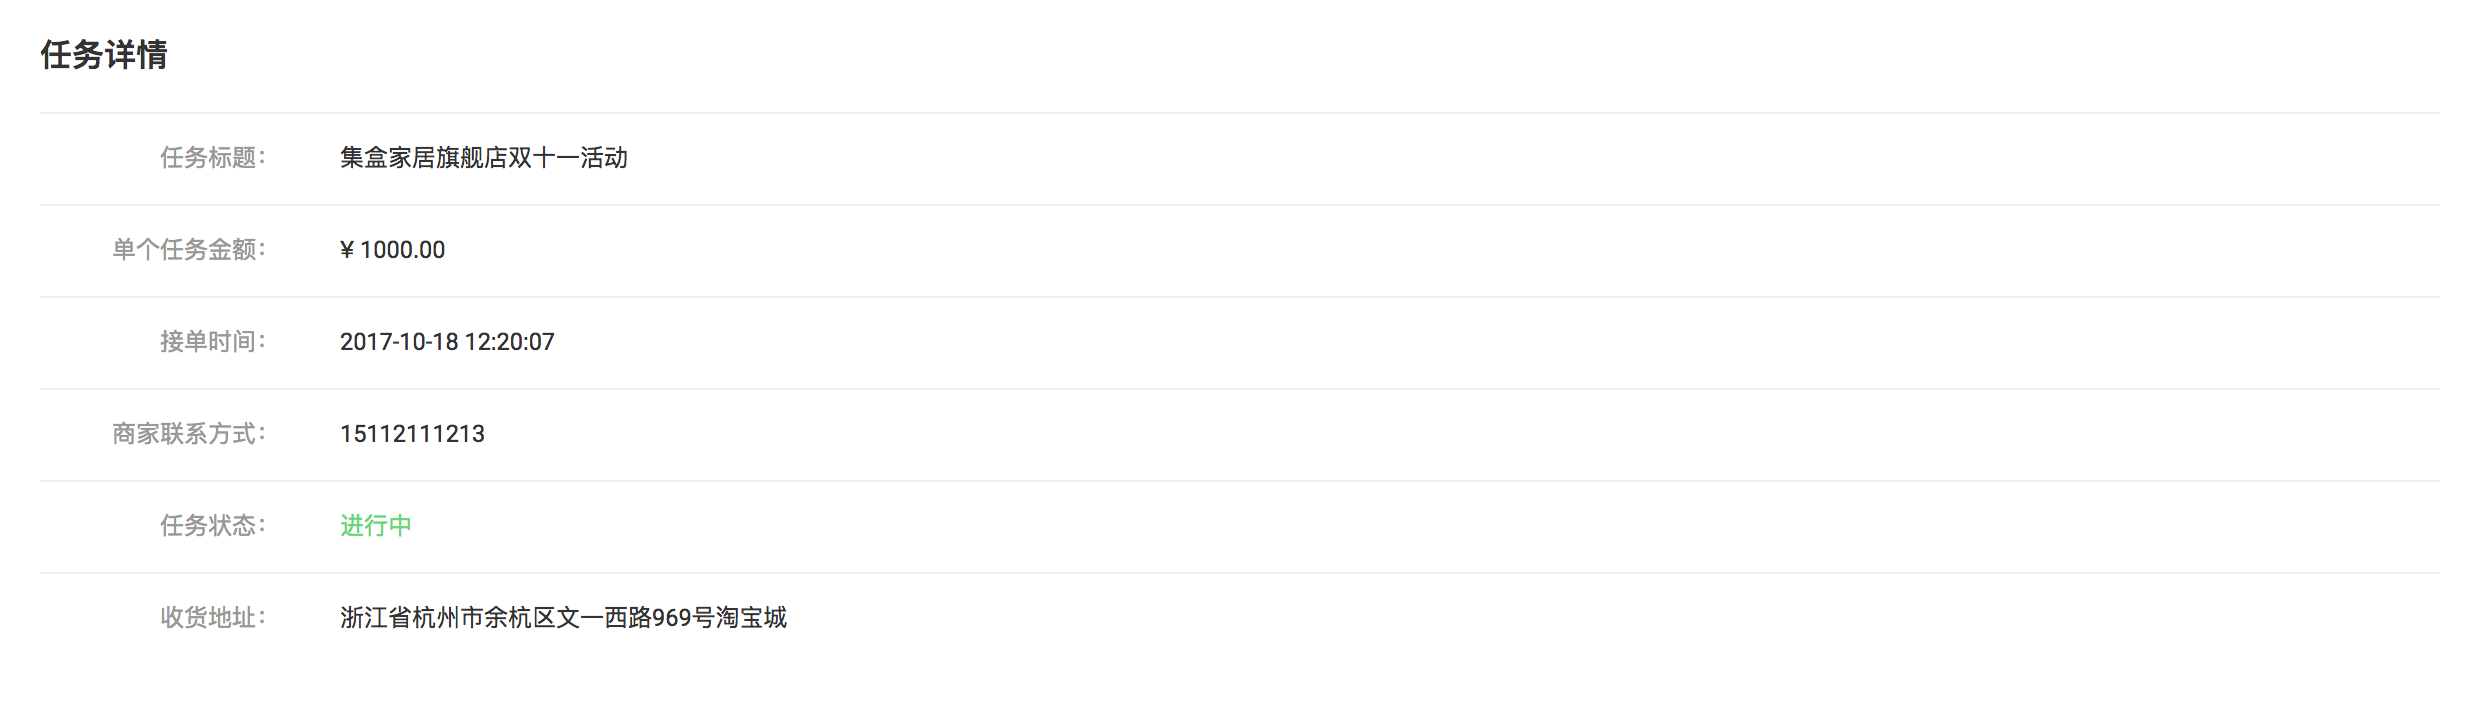 任务详情
任务标题： 集盒家居旗舰店双十一活动
单个任务金额： ¥ 1000.00
接单时间： 2017-10-18 12:20:07
商家联系方式： 15112111213
任务状态： 进行中
收货地址： 浙江省杭州市余杭区文一西路969号淘宝城